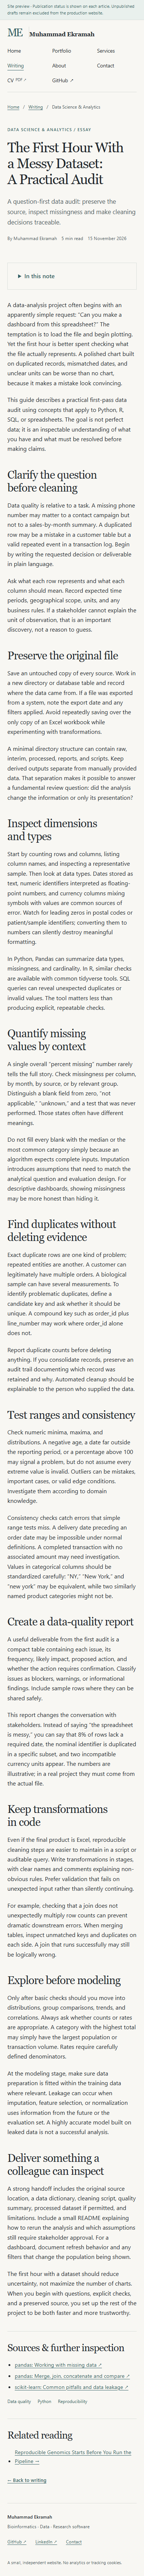 Site preview · Publication status is shown on each article. Unpublished
drafts remain excluded from the production website.
ME Muhammad Ekramah
Home Portfolio Services
Writing About Contact
CV PDF ↗ GitHub ↗
Home / Writing / Data Science & Analytics
DATA SCIENCE & ANALYTICS / ESSAY
The First Hour With
a Messy Dataset:
A Practical Audit
A question-first data audit: preserve the
source, inspect missingness and make cleaning
decisions traceable.
By Muhammad Ekramah 5 min read 15 November 2026
▶ In this note
A data-analysis project often begins with an
apparently simple request: “Can you make a
dashboard from this spreadsheet?” The
temptation is to load the file and begin plotting.
Yet the first hour is better spent checking what
the file actually represents. A polished chart built
on duplicated records, mismatched dates, and
unclear units can be worse than no chart,
because it makes a mistake look convincing.
This guide describes a practical first-pass data
audit using concepts that apply to Python, R,
SQL, or spreadsheets. The goal is not perfect
data; it is an inspectable understanding of what
you have and what must be resolved before
making claims.
Clarify the question
before cleaning
Data quality is relative to a task. A missing phone
number may matter to a contact campaign but
not to a sales-by-month summary. A duplicate
row may be a mistake in a customer table but a
valid repeated event in a transaction log. Begin
by writing the requested decision or deliverable
in plain language.
Ask what each row represents and what each
column should mean. Record expected time
periods, geographical scope, units, and any
business rules. If a stakeholder cannot explain the
unit of observation, that is an important
discovery, not a reason to guess.
Preserve the original file
Save an untouched copy of every source. Work in
a new directory or database table and record
where the data came from. If a file was exported
from a system, note the export date and any
filters applied. Avoid repeatedly saving over the
only copy of an Excel workbook while
experimenting with transformations.
A minimal directory structure can contain raw,
interim, processed, reports, and scripts. Keep
derived outputs separate from manually prepared
data. That separation makes it possible to answer
a fundamental review question: did the analysis
change the information or only its presentation?
Inspect dimensions
and types
Start by counting rows and columns, listing
column names, and inspecting a representative
sample. Then look at data types. Dates stored as
text, numeric identifiers interpreted as floating-
point numbers, and currency columns mixing
symbols with values are common sources of
error. Watch for leading zeros in postal codes or
patient/sample identifiers; converting them to
numbers can silently destroy meaningful
formatting.
In Python, Pandas can summarize data types,
missingness, and cardinality. In R, similar checks
are available with common tidyverse tools. SQL
queries can reveal unexpected duplicates or
invalid values. The tool matters less than
producing explicit, repeatable checks.
Quantify missing
values by context
A single overall “percent missing” number rarely
tells the full story. Check missingness per column,
by month, by source, or by relevant group.
Distinguish a blank field from zero, “not
applicable,” “unknown,” and a test that was never
performed. Those states often have different
meanings.
Do not fill every blank with the median or the
most common category simply because an
algorithm expects complete inputs. Imputation
introduces assumptions that need to match the
analytical question and evaluation design. For
descriptive dashboards, showing missingness
may be more honest than hiding it.
Find duplicates without
deleting evidence
Exact duplicate rows are one kind of problem;
repeated entities are another. A customer can
legitimately have multiple orders. A biological
sample can have several measurements. To
identify problematic duplicates, define a
candidate key and ask whether it should be
unique. A compound key such as order_id plus
line_number may work where order_id alone
does not.
Report duplicate counts before deleting
anything. If you consolidate records, preserve an
audit trail documenting which record was
retained and why. Automated cleanup should be
explainable to the person who supplied the data.
Test ranges and consistency
Check numeric minima, maxima, and
distributions. A negative age, a date far outside
the reporting period, or a percentage above 100
may signal a problem, but do not assume every
extreme value is invalid. Outliers can be mistakes,
important cases, or valid edge conditions.
Investigate them according to domain
knowledge.
Consistency checks catch errors that simple
range tests miss. A delivery date preceding an
order date may be impossible under normal
definitions. A completed transaction with no
associated amount may need investigation.
Values in categorical columns should be
standardized carefully: “NY,” “New York,” and
“new york” may be equivalent, while two similarly
named product categories might not be.
Create a data-quality report
A useful deliverable from the first audit is a
compact table containing each issue, its
frequency, likely impact, proposed action, and
whether the action requires confirmation. Classify
issues as blockers, warnings, or informational
findings. Include sample rows where they can be
shared safely.
This report changes the conversation with
stakeholders. Instead of saying “the spreadsheet
is messy,” you can say that 8% of rows lack a
required date, the nominal identifier is duplicated
in a specific subset, and two incompatible
currency units appear. The numbers are
illustrative; in a real project they must come from
the actual file.
Keep transformations
in code
Even if the final product is Excel, reproducible
cleaning steps are easier to maintain in a script or
auditable query. Write transformations in stages,
with clear names and comments explaining non-
obvious decisions. Prefer validations that fail on
unexpected input rather than silently continuing.
For example, checking that a join does not
unexpectedly multiply row counts can prevent
dramatic downstream errors. When merging
tables, inspect unmatched keys and duplicates on
each side. A join that runs successfully may still
be logically wrong.
Explore before modeling
Only after basic checks should you move into
distributions, group comparisons, trends, and
correlations. Always ask whether counts or rates
are appropriate. A category with the highest total
may simply have the largest population or
transaction volume. Rates require carefully
defined denominators.
At the modeling stage, make sure data
preparation is fitted within the training data
where relevant. Leakage can occur when
imputation, feature selection, or normalization
uses information from the future or the
evaluation set. A highly accurate model built on
leaked data is not a successful analysis.
Deliver something a
colleague can inspect
A strong handoff includes the original source
location, a data dictionary, cleaning script, quality
summary, processed dataset if permitted, and
limitations. Include a small README explaining
how to rerun the analysis and which assumptions
still require stakeholder approval. For a
dashboard, document refresh behavior and any
filters that change the population being shown.
The first hour with a dataset should reduce
uncertainty, not maximize the number of charts.
When you begin with questions, explicit checks,
and a preserved source, you set up the rest of the
project to be both faster and more trustworthy.
Sources & further inspection
• pandas: Working with missing data ↗
• pandas: Merge, join, concatenate and compare ↗
• scikit-learn: Common pitfalls and data leakage ↗
Data quality Python Reproducibility
Related reading
• Reproducible Genomics Starts Before You Run the
Pipeline →
← Back to writing
Muhammad Ekramah
Bioinformatics · Data · Research software
GitHub ↗ LinkedIn ↗ Contact
A small, independent website. No analytics or tracking cookies.